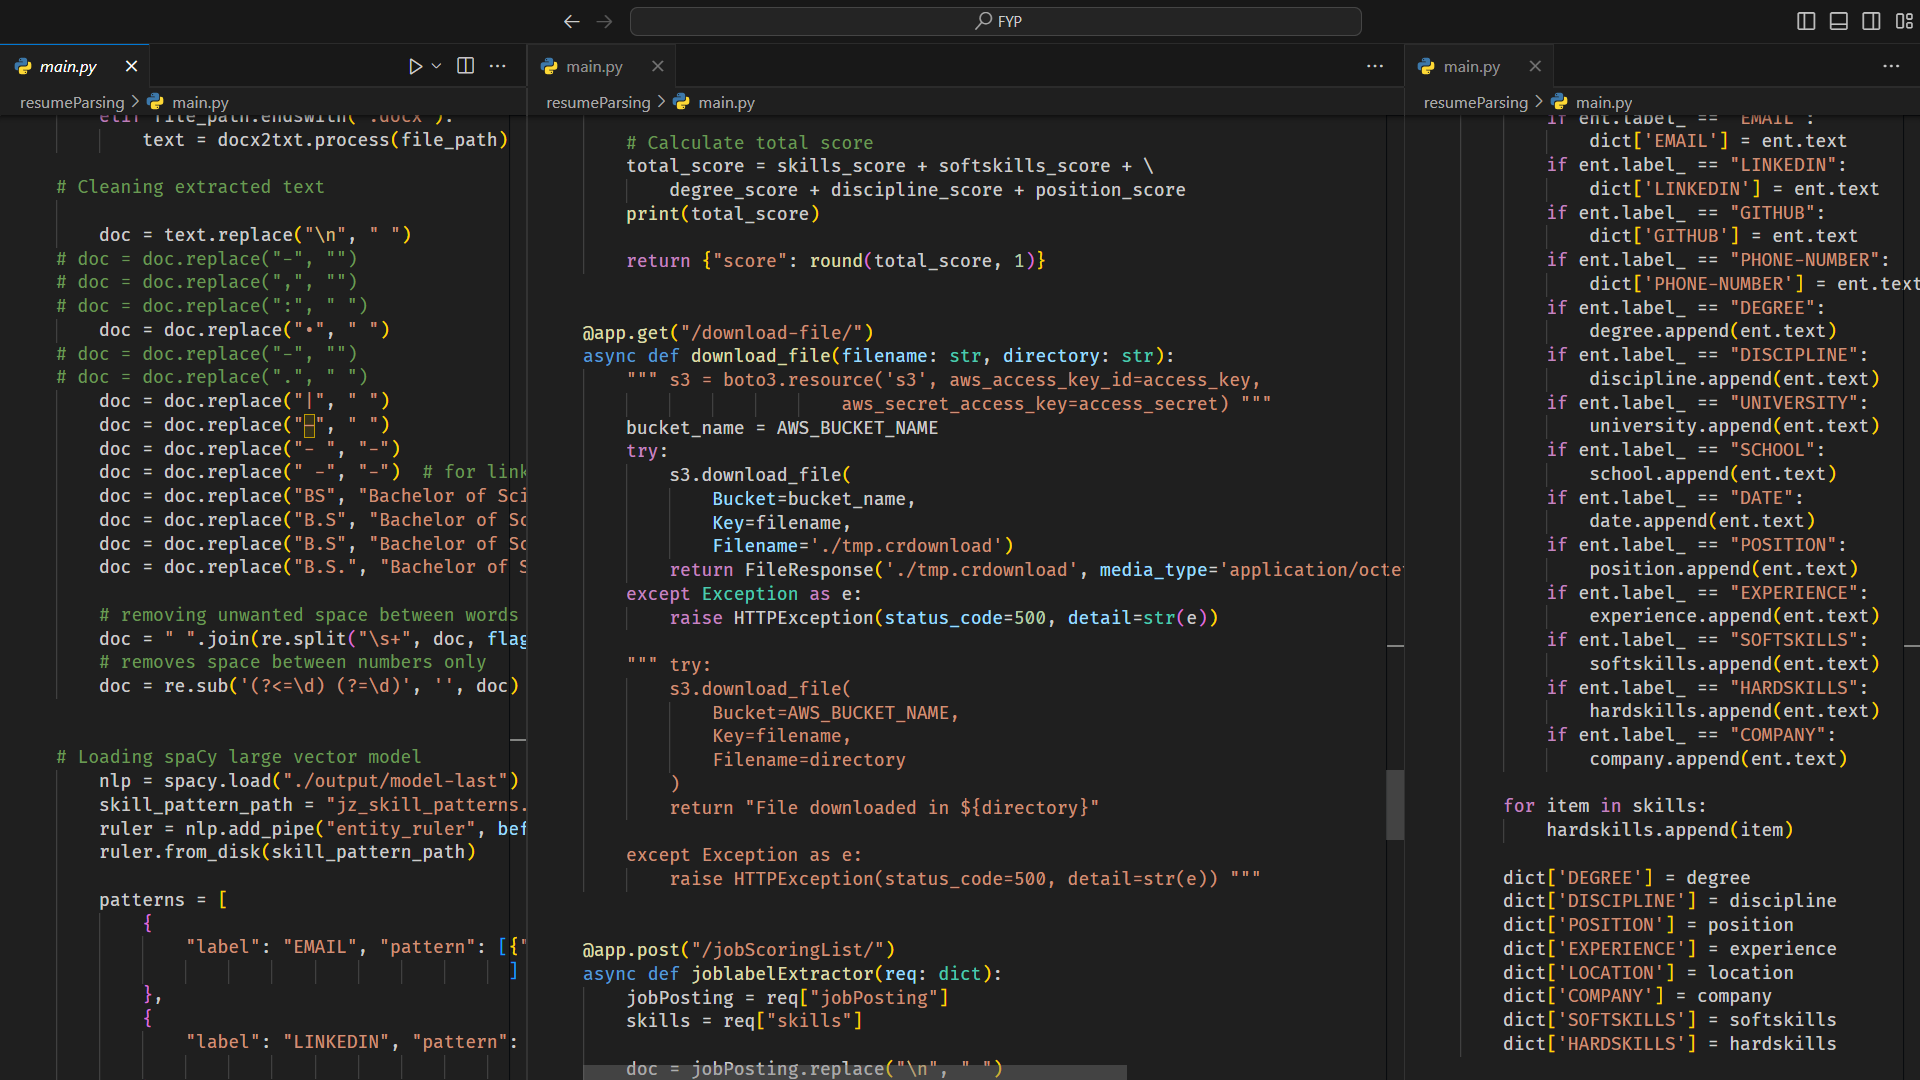 FYP
main.py
resumeParsing > main.py
elif file_path.endswith(".docx"):
text = docx2txt.process(file_path)
# Cleaning extracted text
doc = text.replace("\n", " ")
# doc = doc.replace("-", "")
# doc = doc.replace(",", "")
# doc = doc.replace(":", " ")
doc = doc.replace("•", " ")
# doc = doc.replace("-", "")
# doc = doc.replace(".", " ")
doc = doc.replace("|", " ")
doc = doc.replace("–", " ")
doc = doc.replace("- ", "-")
doc = doc.replace(" -", "-") # for link
doc = doc.replace("BS", "Bachelor of Sci
doc = doc.replace("B.S", "Bachelor of Sc
doc = doc.replace("B.S", "Bachelor of Sc
doc = doc.replace("B.S.", "Bachelor of S
# removing unwanted space between words
doc = " ".join(re.split("\s+", doc, flag
# removes space between numbers only
doc = re.sub('(?<=\d) (?=\d)', '', doc)
# Loading spaCy large vector model
nlp = spacy.load("./output/model-last")
skill_pattern_path = "jz_skill_patterns.
ruler = nlp.add_pipe("entity_ruler", bef
ruler.from_disk(skill_pattern_path)
patterns = [
{
"label": "EMAIL", "pattern": [{"
]
},
{
"label": "LINKEDIN", "pattern":
main.py
resumeParsing > main.py
# Calculate total score
total_score = skills_score + softskills_score + \
degree_score + discipline_score + position_score
print(total_score)
return {"score": round(total_score, 1)}
@app.get("/download-file/")
async def download_file(filename: str, directory: str):
""" s3 = boto3.resource('s3', aws_access_key_id=access_key,
aws_secret_access_key=access_secret) """
bucket_name = AWS_BUCKET_NAME
try:
s3.download_file(
Bucket=bucket_name,
Key=filename,
Filename='./tmp.crdownload')
return FileResponse('./tmp.crdownload', media_type='application/octe
except Exception as e:
raise HTTPException(status_code=500, detail=str(e))
""" try:
s3.download_file(
Bucket=AWS_BUCKET_NAME,
Key=filename,
Filename=directory
)
return "File downloaded in ${directory}"
except Exception as e:
raise HTTPException(status_code=500, detail=str(e)) """
@app.post("/jobScoringList/")
async def joblabelExtractor(req: dict):
jobPosting = req["jobPosting"]
skills = req["skills"]
doc = jobPosting.replace("\n", " ")
main.py
resumeParsing > main.py
if ent.label_ == "EMAIL":
dict['EMAIL'] = ent.text
if ent.label_ == "LINKEDIN":
dict['LINKEDIN'] = ent.text
if ent.label_ == "GITHUB":
dict['GITHUB'] = ent.text
if ent.label_ == "PHONE-NUMBER":
dict['PHONE-NUMBER'] = ent.text
if ent.label_ == "DEGREE":
degree.append(ent.text)
if ent.label_ == "DISCIPLINE":
discipline.append(ent.text)
if ent.label_ == "UNIVERSITY":
university.append(ent.text)
if ent.label_ == "SCHOOL":
school.append(ent.text)
if ent.label_ == "DATE":
date.append(ent.text)
if ent.label_ == "POSITION":
position.append(ent.text)
if ent.label_ == "EXPERIENCE":
experience.append(ent.text)
if ent.label_ == "SOFTSKILLS":
softskills.append(ent.text)
if ent.label_ == "HARDSKILLS":
hardskills.append(ent.text)
if ent.label_ == "COMPANY":
company.append(ent.text)
for item in skills:
hardskills.append(item)
dict['DEGREE'] = degree
dict['DISCIPLINE'] = discipline
dict['POSITION'] = position
dict['EXPERIENCE'] = experience
dict['LOCATION'] = location
dict['COMPANY'] = company
dict['SOFTSKILLS'] = softskills
dict['HARDSKILLS'] = hardskills